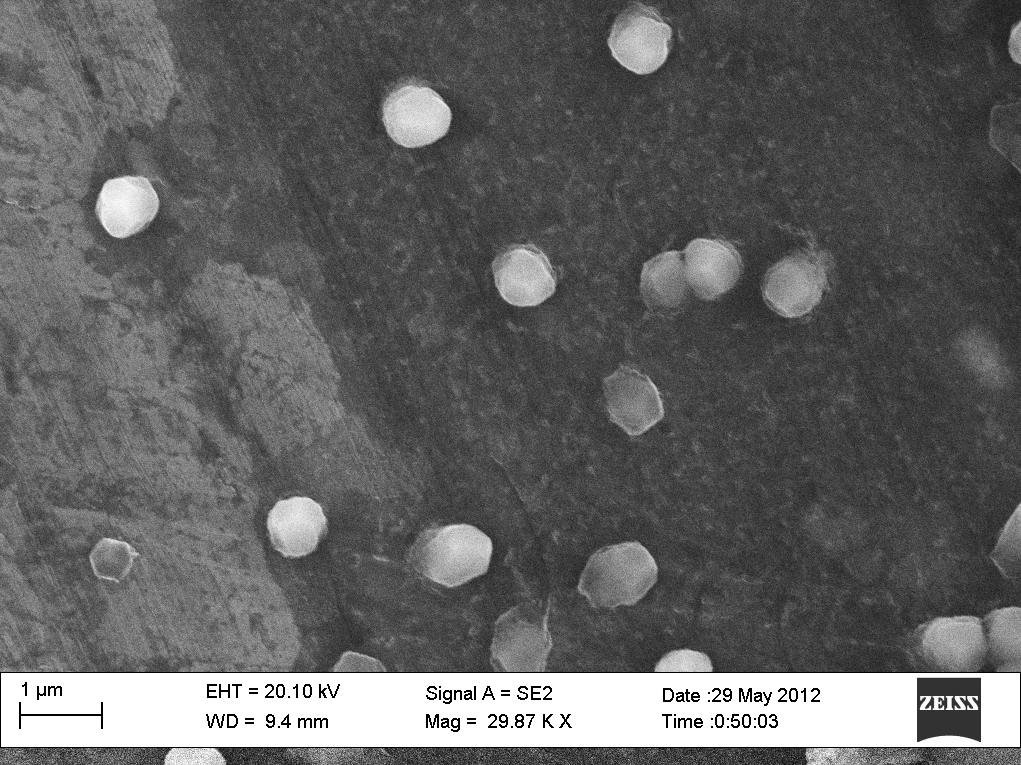 1 µm
EHT = 20.10 kV
WD = 9.4 mm
Signal A = SE2
Mag = 29.87 K X
Date :29 May 2012
Time :0:50:03
ZEISS